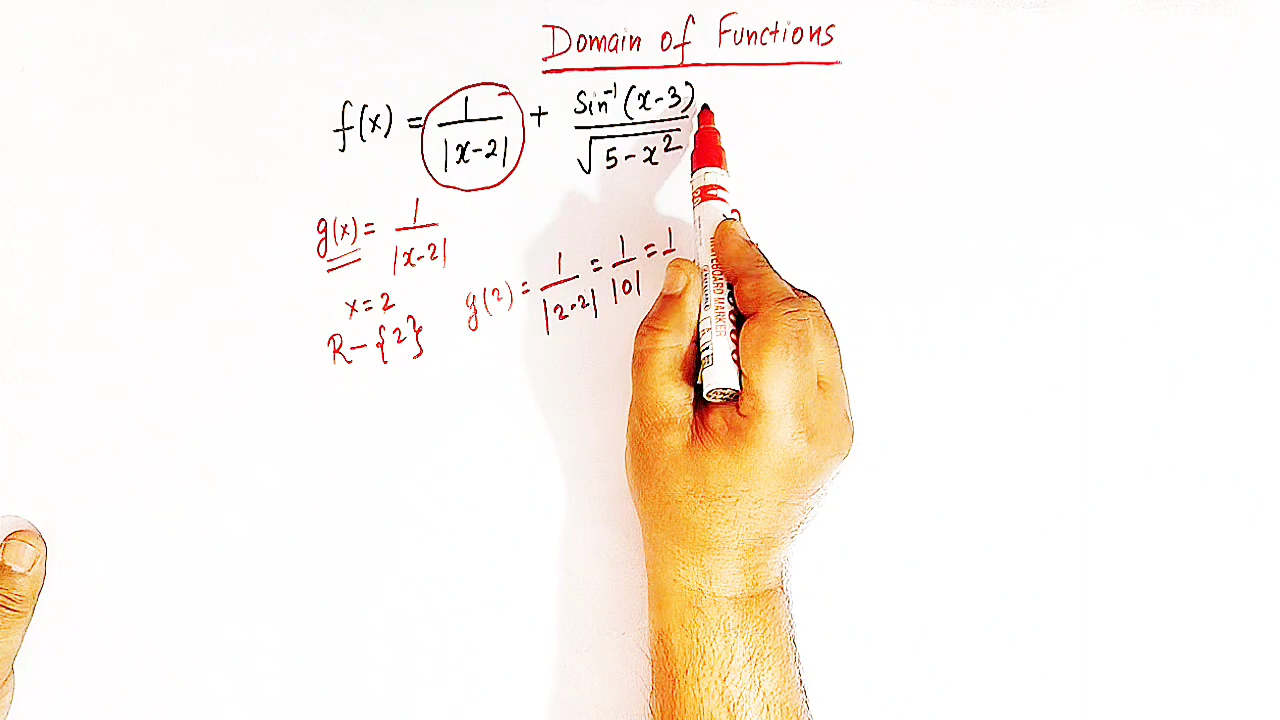 Domain of Functions
f(x) = 1/|x-2| + Sin⁻¹(x-3)/√(5-x²)
g(x) = 1/|x-2|
g(2) = 1/|2-2| = 1/|0| = 1
x=2
R-{2}
WHITEBOARD MARKER